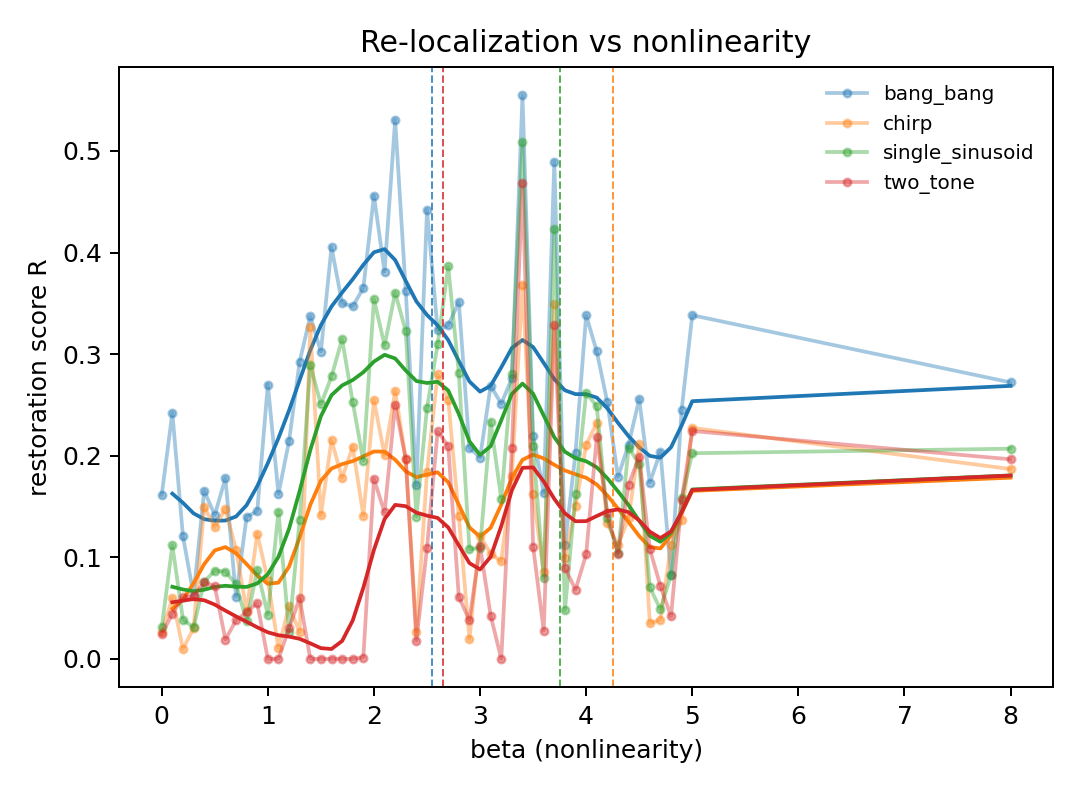 Re-localization vs nonlinearity
bang_bang
chirp
single_sinusoid
two_tone
restoration score R
0.5
0.4
0.3
0.2
0.1
0.0
0 1 2 3 4 5 6 7 8
beta (nonlinearity)